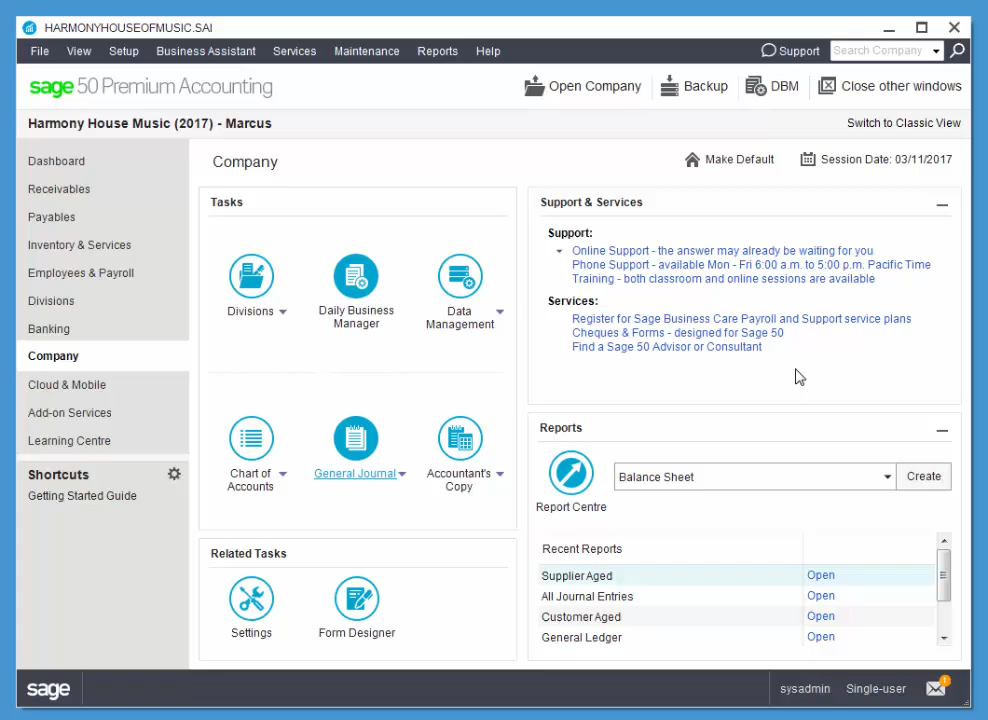 HARMONYHOUSEOFMUSIC.SAI
File View Setup Business Assistant Services Maintenance Reports Help Support Search Company
sage 50 Premium Accounting Open Company Backup DBM Close other windows
Harmony House Music (2017) - Marcus Switch to Classic View
Dashboard
Receivables
Payables
Inventory & Services
Employees & Payroll
Divisions
Banking
Company
Cloud & Mobile
Add-on Services
Learning Centre
Shortcuts
Getting Started Guide
Company Make Default Session Date: 03/11/2017
Tasks
Divisions
Daily Business
Manager
Data
Management
Chart of
Accounts
General Journal
Accountant's
Copy
Related Tasks
Settings
Form Designer
Support & Services
Support:
Online Support - the answer may already be waiting for you
Phone Support - available Mon - Fri 6:00 a.m. to 5:00 p.m. Pacific Time
Training - both classroom and online sessions are available
Services:
Register for Sage Business Care Payroll and Support service plans
Cheques & Forms - designed for Sage 50
Find a Sage 50 Advisor or Consultant
Reports
Report Centre
Balance Sheet Create
Recent Reports
Supplier Aged Open
All Journal Entries Open
Customer Aged Open
General Ledger Open
sage sysadmin Single-user 1